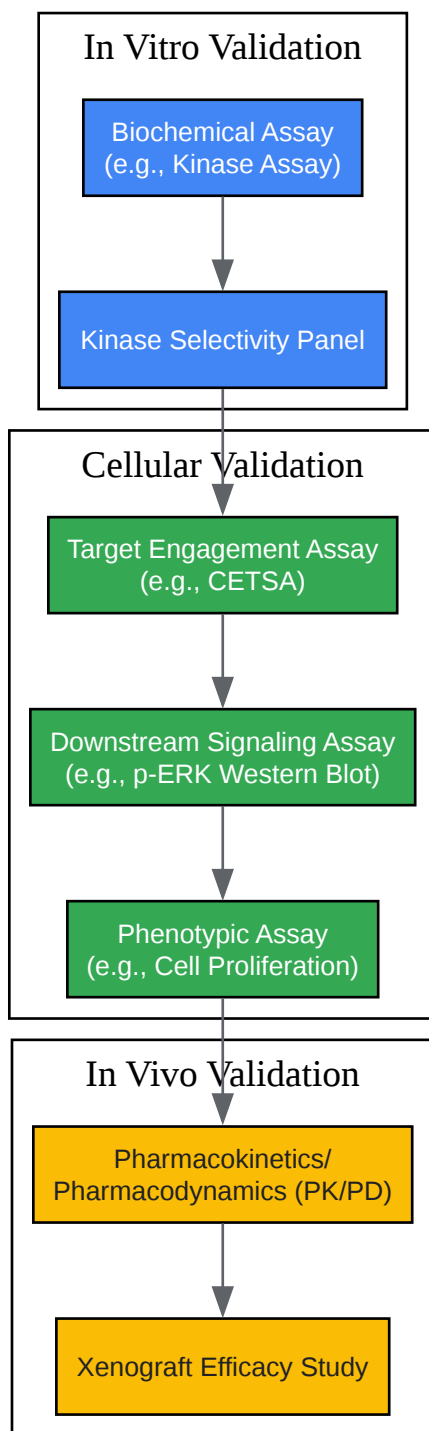 In Vitro Validation
Biochemical Assay
(e.g., Kinase Assay)
Kinase Selectivity Panel
Cellular Validation
Target Engagement Assay
(e.g., CETSA)
Downstream Signaling Assay
(e.g., p-ERK Western Blot)
Phenotypic Assay
(e.g., Cell Proliferation)
In Vivo Validation
Pharmacokinetics/
Pharmacodynamics (PK/PD)
Xenograft Efficacy Study